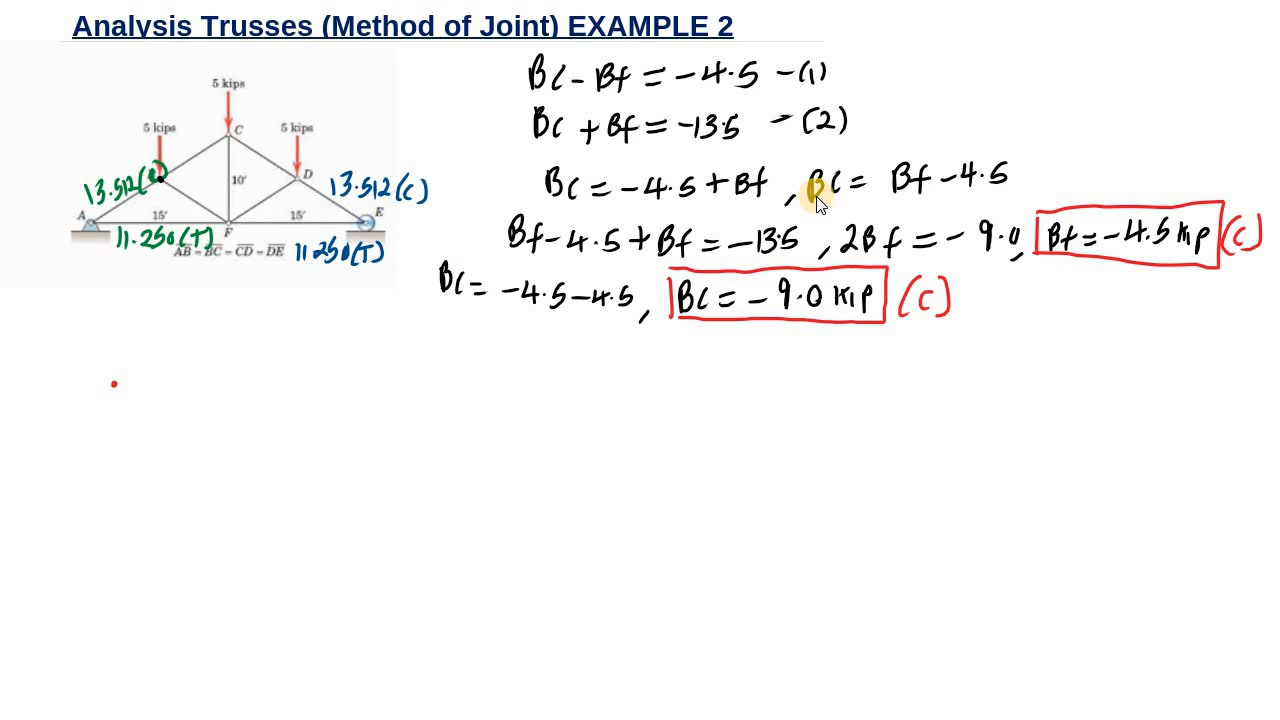 Analysis Trusses (Method of Joint) EXAMPLE 2
5 kips
5 kips
5 kips
C
D
10'
13.512(C)
13.512(C)
A
15'
15'
E
F
11.250(T)
11.250(T)
AB = BC = CD = DE
BC - Bf = -4.5 -(1)
BC + Bf = -13.5 -(2)
BC = -4.5 + Bf , BC = Bf - 4.5
Bf - 4.5 + Bf = -13.5 , 2Bf = - 9.0, Bf = -4.5 kip (C)
BC = -4.5 -4.5 , BC = - 9.0 kip (C)